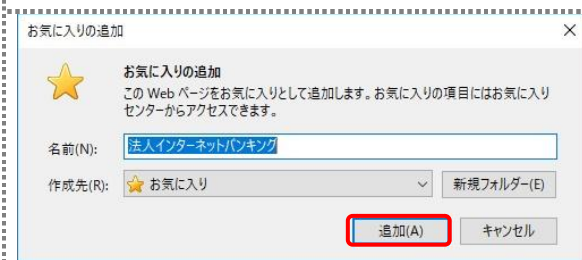 お気に入りの追加
お気に入りの追加
この Web ページをお気に入りとして追加します。お気に入りの項目にはお気に入り
センターからアクセスできます。
名前(N): 法人インターネットバンキング
作成先(R): お気に入り 新規フォルダー(E)
追加(A) キャンセル